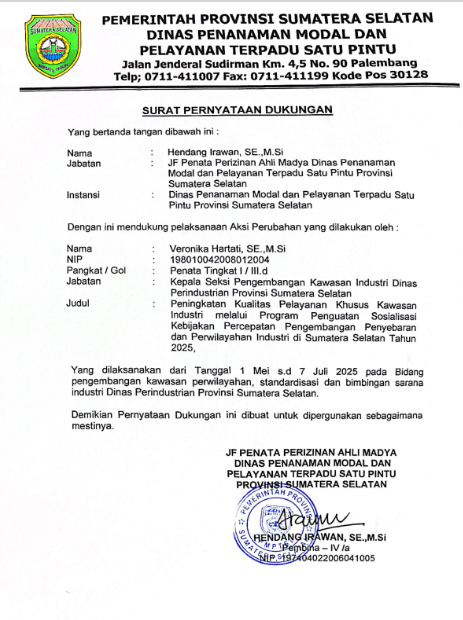 PEMERINTAH PROVINSI SUMATERA SELATAN
DINAS PENANAMAN MODAL DAN
PELAYANAN TERPADU SATU PINTU
Jalan Jenderal Sudirman Km. 4,5 No. 90 Palembang
Telp; 0711-411007 Fax: 0711-411199 Kode Pos 30128
SURAT PERNYATAAN DUKUNGAN
Yang bertanda tangan dibawah ini :
Nama : Hendang Irawan, SE.,M.Si
Jabatan : JF Penata Perizinan Ahli Madya Dinas Penanaman
Modal dan Pelayanan Terpadu Satu Pintu Provinsi
Sumatera Selatan
Instansi : Dinas Penanaman Modal dan Pelayanan Terpadu Satu
Pintu Provinsi Sumatera Selatan
Dengan ini mendukung pelaksanaan Aksi Perubahan yang dilakukan oleh :
Nama : Veronika Hartati, SE.,M.Si
NIP : 198010042008012004
Pangkat / Gol : Penata Tingkat I / III.d
Jabatan : Kepala Seksi Pengembangan Kawasan Industri Dinas
Perindustrian Provinsi Sumatera Selatan
Judul : Peningkatan Kualitas Pelayanan Khusus Kawasan
Industri melalui Program Penguatan Sosialisasi
Kebijakan Percepatan Pengembangan Penyebaran
dan Perwilayahan Industri di Sumatera Selatan Tahun
2025,
Yang dilaksanakan dari Tanggal 1 Mei s.d 7 Juli 2025 pada Bidang
pengembangan kawasan perwilayahan, standardisasi dan bimbingan sarana
industri Dinas Perindustrian Provinsi Sumatera Selatan.
Demikian Pernyataan Dukungan ini dibuat untuk dipergunakan sebagaimana
mestinya.
JF PENATA PERIZINAN AHLI MADYA
DINAS PENANAMAN MODAL DAN
PELAYANAN TERPADU SATU PINTU
PROVINSI SUMATERA SELATAN
PEMERINTAH PROVINSI
SUMATERA
HENDANG IRAWAN, SE.,M.Si
Pembina – IV /a
NIP. 197404022006041005